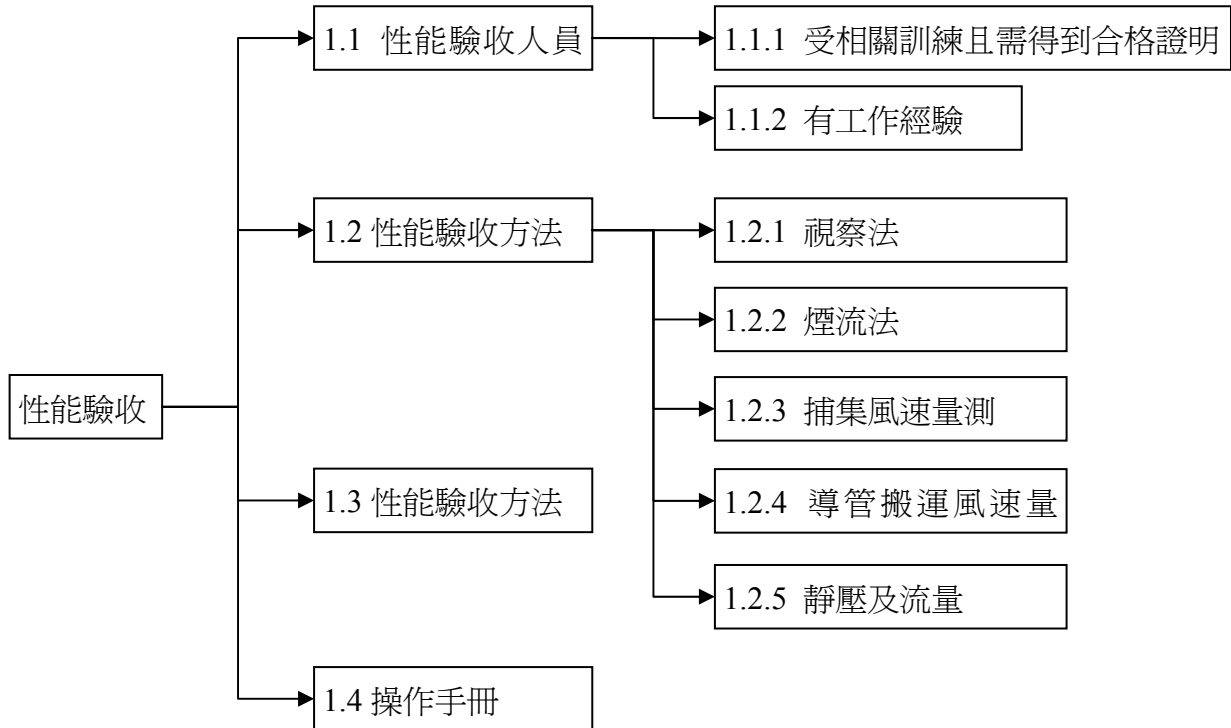 性能驗收
1.1 性能驗收人員
1.1.1 受相關訓練且需得到合格證明
1.1.2 有工作經驗
1.2 性能驗收方法
1.2.1 視察法
1.2.2 煙流法
1.2.3 捕集風速量測
1.2.4 導管搬運風速量
1.2.5 靜壓及流量
1.3 性能驗收方法
1.4 操作手冊